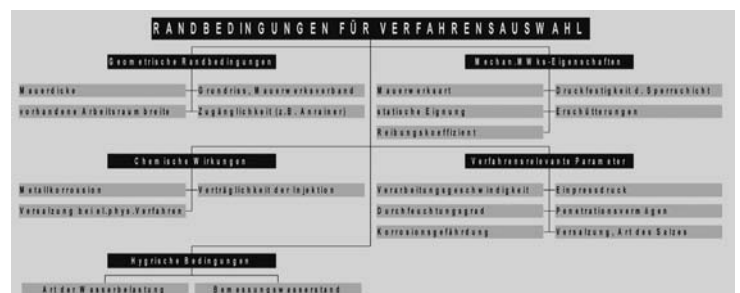 RANDBEDINGUNGEN FÜR VERFAHRENSAUSWAHL
Geometrische Randbedingungen
Mauerdicke
Grundriss, Mauerwerksverband
vorhandene Arbeitsraumbreite
Zugänglichkeit (z.B. Anrainer)
Mechan.MWks-Eigenschaften
Mauerwerksart
Druckfestigkeit d. Sperrschicht
statische Eignung
Erschütterungen
Reibungskoeffizient
Chemische Wirkungen
Metallkorrossion
Verträglichkeit der Injektion
Versalzung bei el.phys.Verfahren
Verfahrensrelevante Parameter
Verarbeitungsgeschwindigkeit
Einpressdruck
Durchfeuchtungsgrad
Penetrationsvermögen
Korrosionsgefährdung
Versalzung, Art des Salzes
Hygrische Bedingungen
Art der Wasserbelastung
Bemessungswasserstand